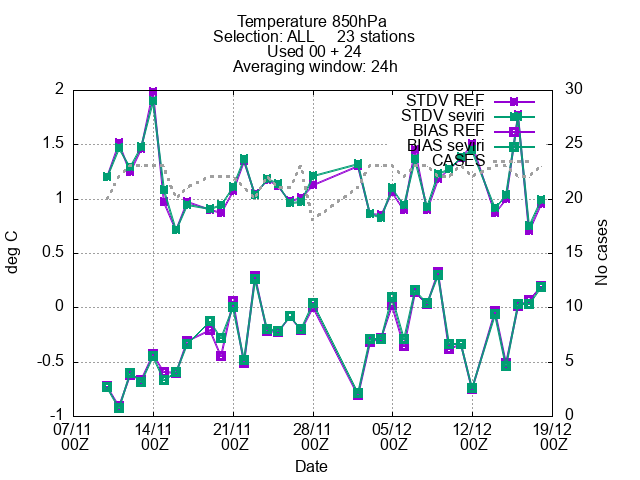 Temperature 850hPa
Selection: ALL 23 stations
Used 00 + 24
Averaging window: 24h
STDV REF
STDV seviri
BIAS REF
BIAS seviri
CASES
2
1.5
1
0.5
0
-0.5
-1
deg C
30
25
20
15
10
5
0
No cases
07/11 14/11 21/11 28/11 05/12 12/12 19/12
00Z 00Z 00Z 00Z 00Z 00Z 00Z
Date